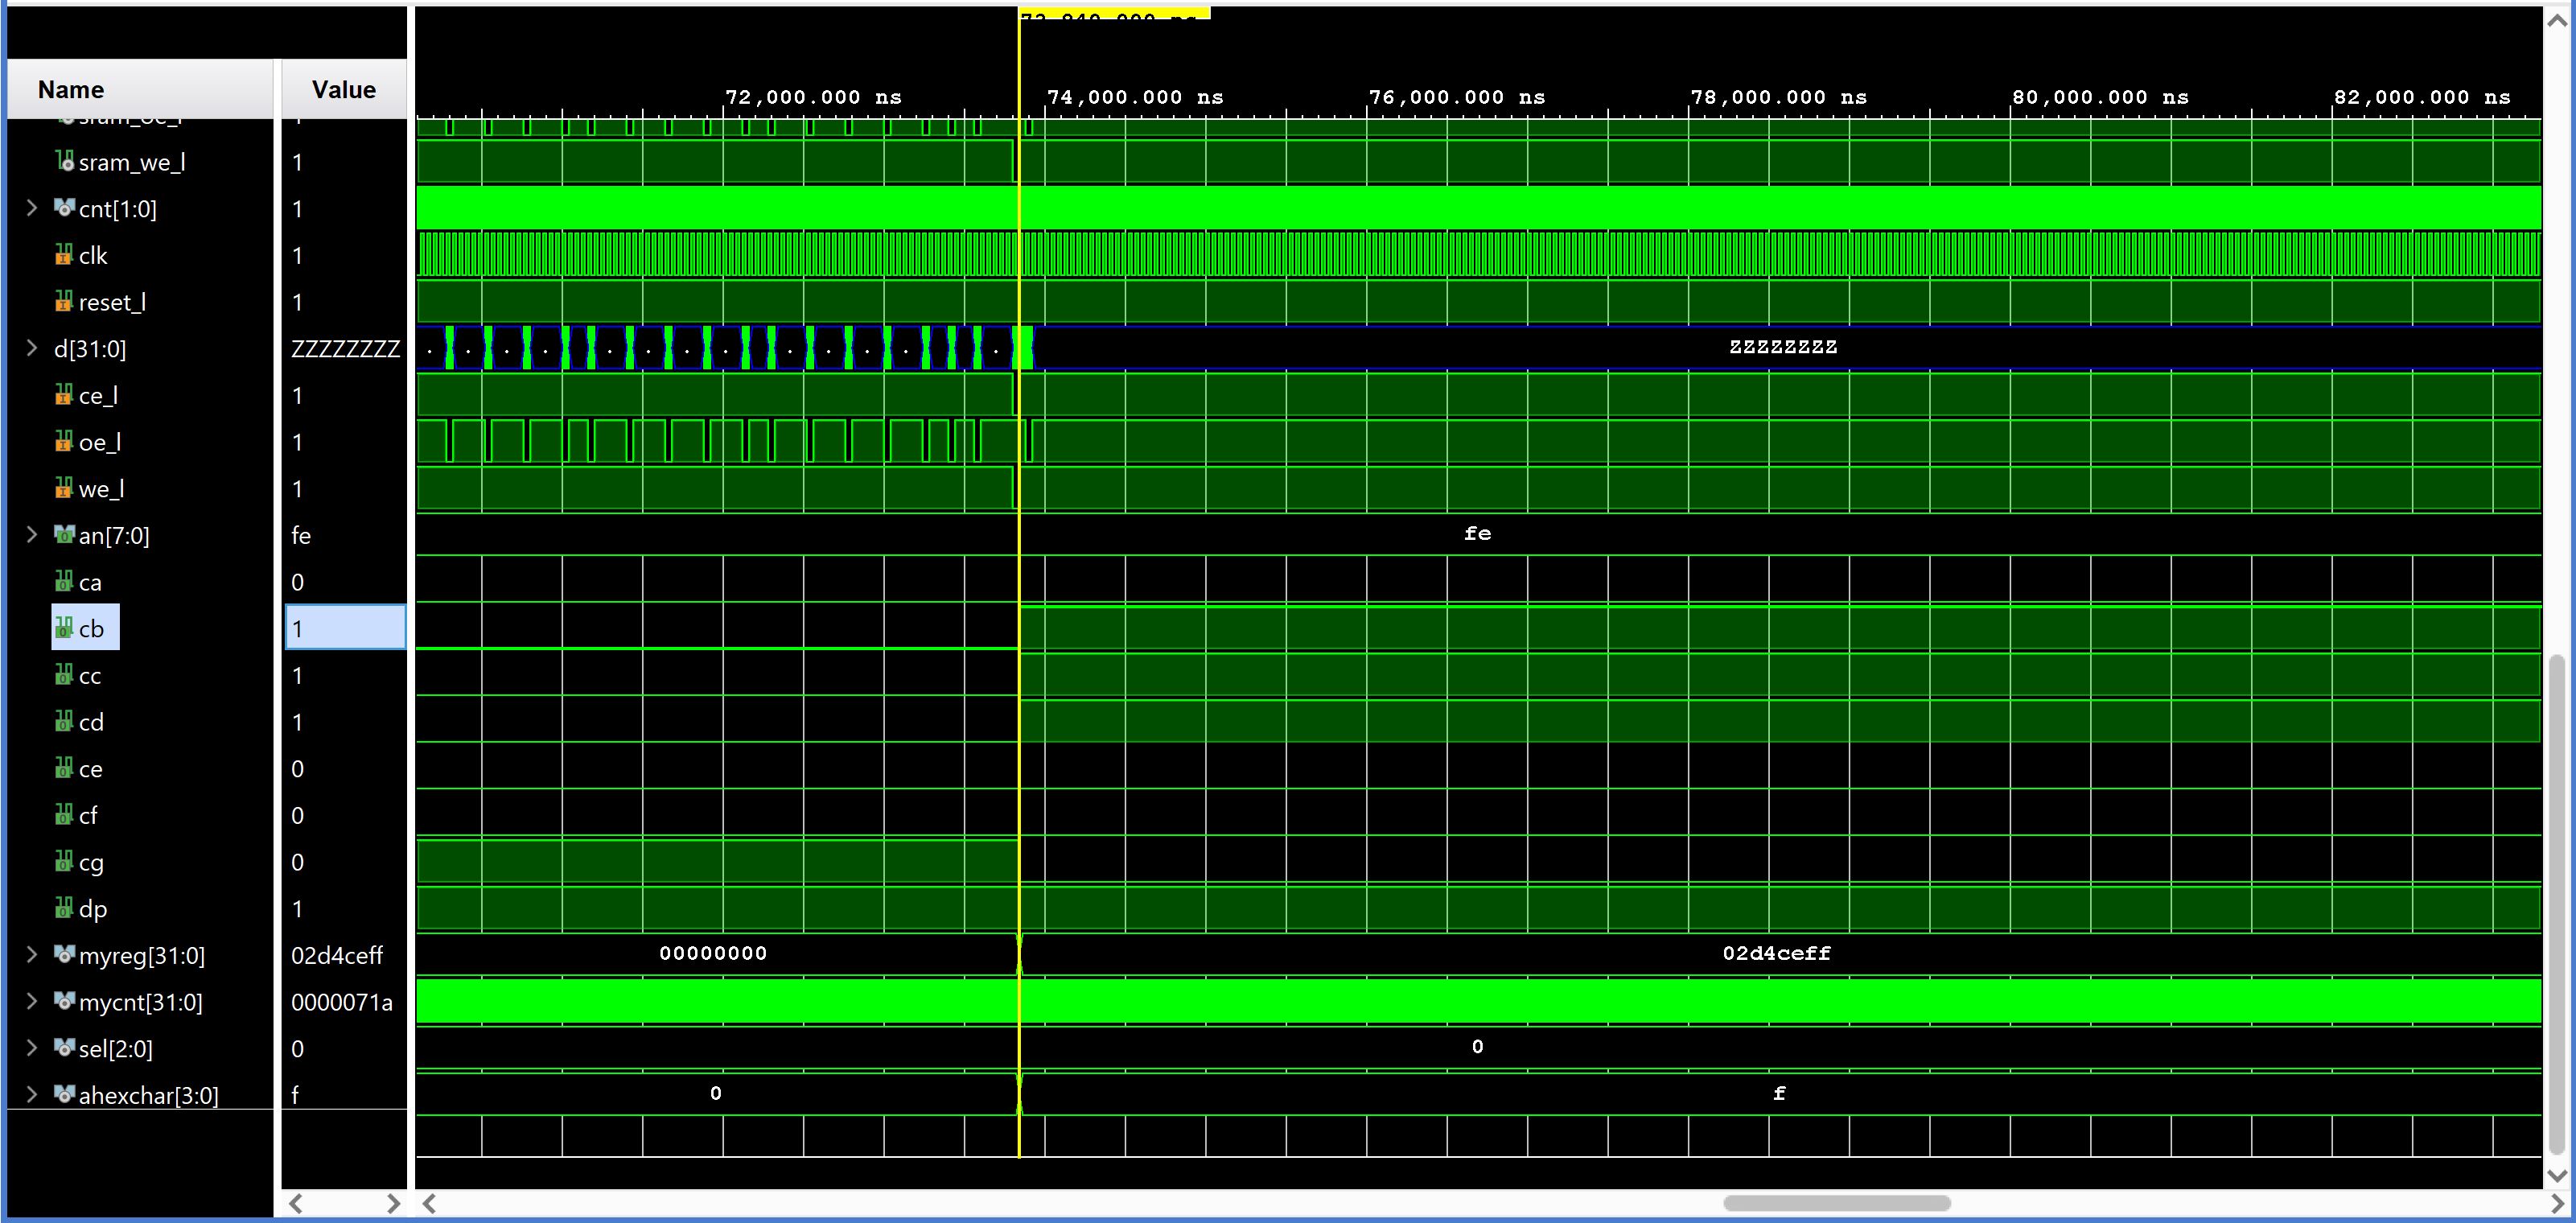 Name Value
72,000.000 ns 74,000.000 ns 76,000.000 ns 78,000.000 ns 80,000.000 ns 82,000.000 ns
sram_we_l 1
cnt[1:0] 1
clk 1
reset_l 1
d[31:0] ZZZZZZZZ ZZZZZZZZ
ce_l 1
oe_l 1
we_l 1
an[7:0] fe fe
ca 0
cb 1
cc 1
cd 1
ce 0
cf 0
cg 0
dp 1
myreg[31:0] 02d4ceff 00000000 02d4ceff
mycnt[31:0] 0000071a
sel[2:0] 0 0
ahexchar[3:0] f 0 f